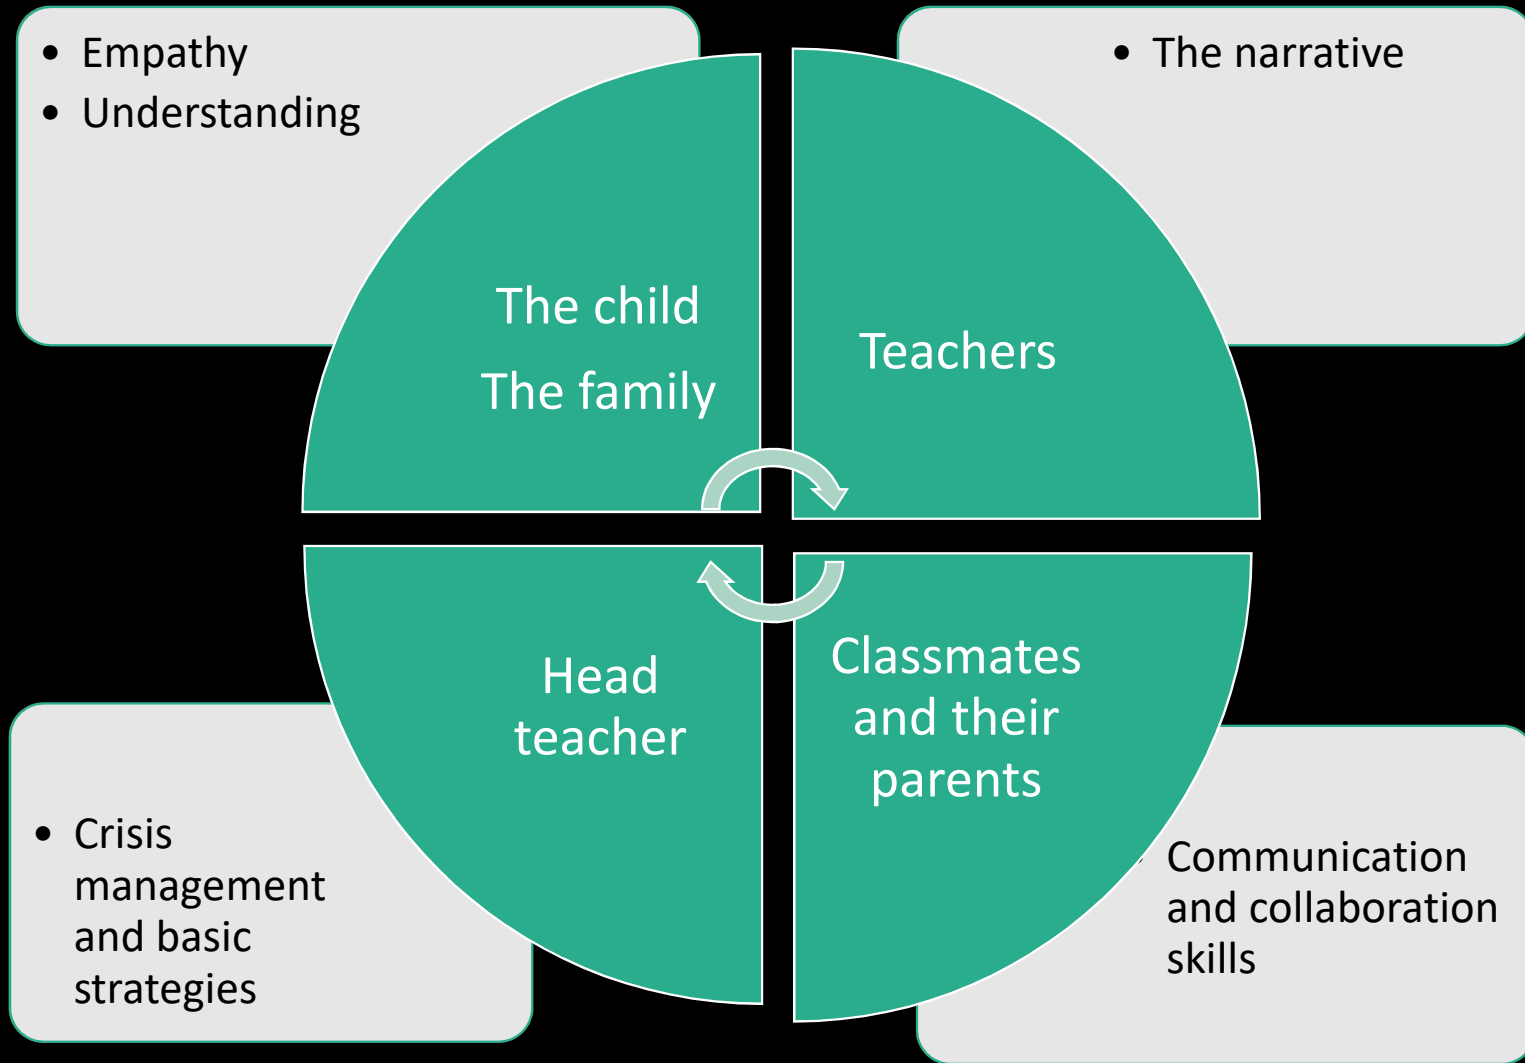 • Empathy
• Understanding
• The narrative
The child
The family
Teachers
Head
teacher
Classmates
and their
parents
• Crisis
management
and basic
strategies
Communication
and collaboration
skills